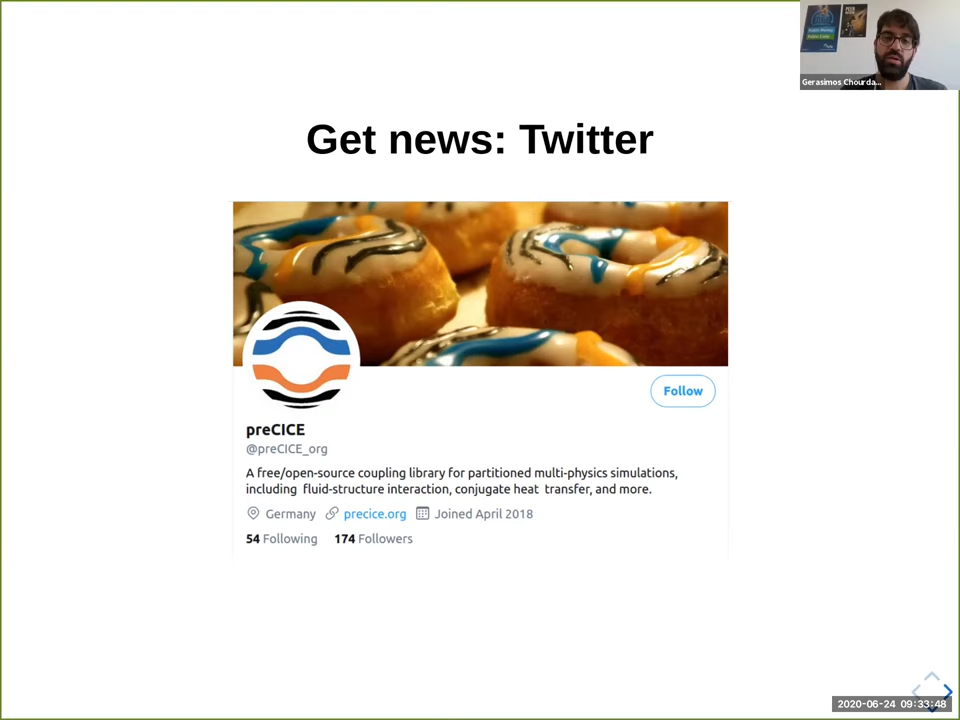 Gerasimos Chourda...
Get news: Twitter
Follow
preCICE
@preCICE_org
A free/open-source coupling library for partitioned multi-physics simulations,
including fluid-structure interaction, conjugate heat transfer, and more.
Germany precice.org Joined April 2018
54 Following 174 Followers
2020-06-24 09:33:48